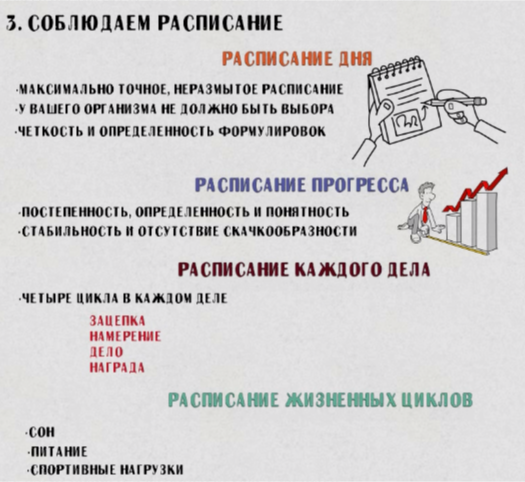 3. СОБЛЮДАЕМ РАСПИСАНИЕ
РАСПИСАНИЕ ДНЯ
·МАКСИМАЛЬНО ТОЧНОЕ, НЕРАЗМЫТОЕ РАСПИСАНИЕ
·У ВАШЕГО ОРГАНИЗМА НЕ ДОЛЖНО БЫТЬ ВЫБОРА
·ЧЕТКОСТЬ И ОПРЕДЕЛЕННОСТЬ ФОРМУЛИРОВОК
РАСПИСАНИЕ ПРОГРЕССА
·ПОСТЕПЕННОСТЬ, ОПРЕДЕЛЕННОСТЬ И ПОНЯТНОСТЬ
·СТАБИЛЬНОСТЬ И ОТСУТСТВИЕ СКАЧКООБРАЗНОСТИ
РАСПИСАНИЕ КАЖДОГО ДЕЛА
·ЧЕТЫРЕ ЦИКЛА В КАЖДОМ ДЕЛЕ
ЗАЦЕПКА
НАМЕРЕНИЕ
ДЕЛО
НАГРАДА
РАСПИСАНИЕ ЖИЗНЕННЫХ ЦИКЛОВ
·СОН
·ПИТАНИЕ
·СПОРТИВНЫЕ НАГРУЗКИ